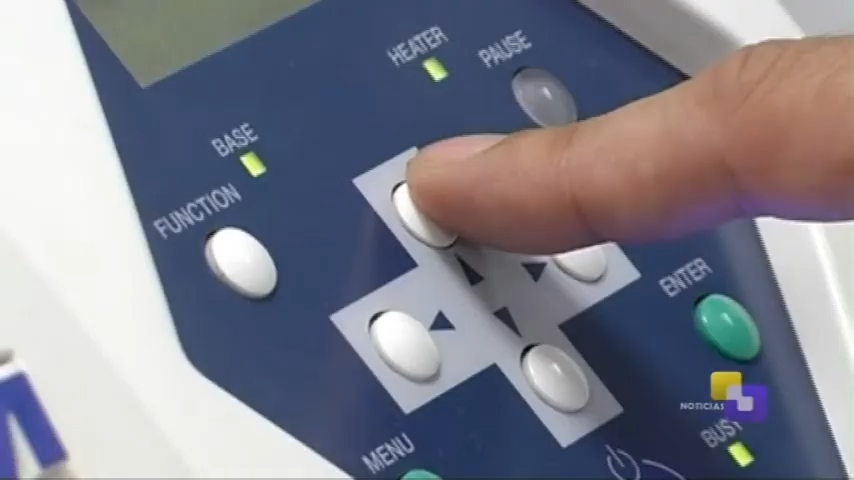 HEATER
PAUSE
BASE
FUNCTION
ENTER
NOTICIAS
BUSY
MENU